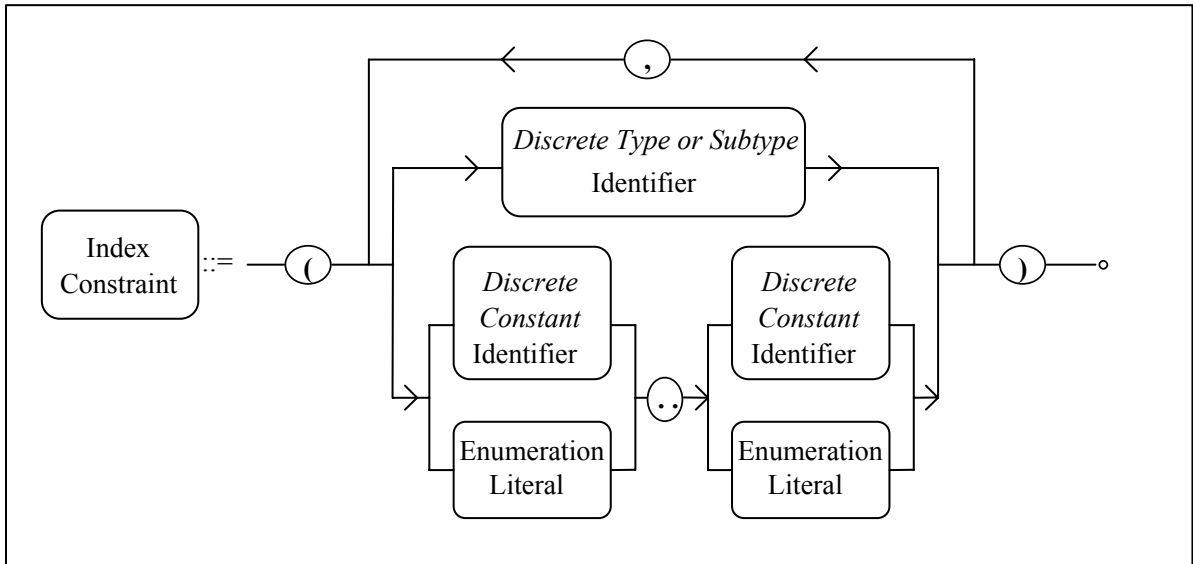 ,
Discrete Type or Subtype
Identifier
Index
Constraint
::=
(
)
Discrete
Constant
Identifier
Discrete
Constant
Identifier
..
Enumeration
Literal
Enumeration
Literal